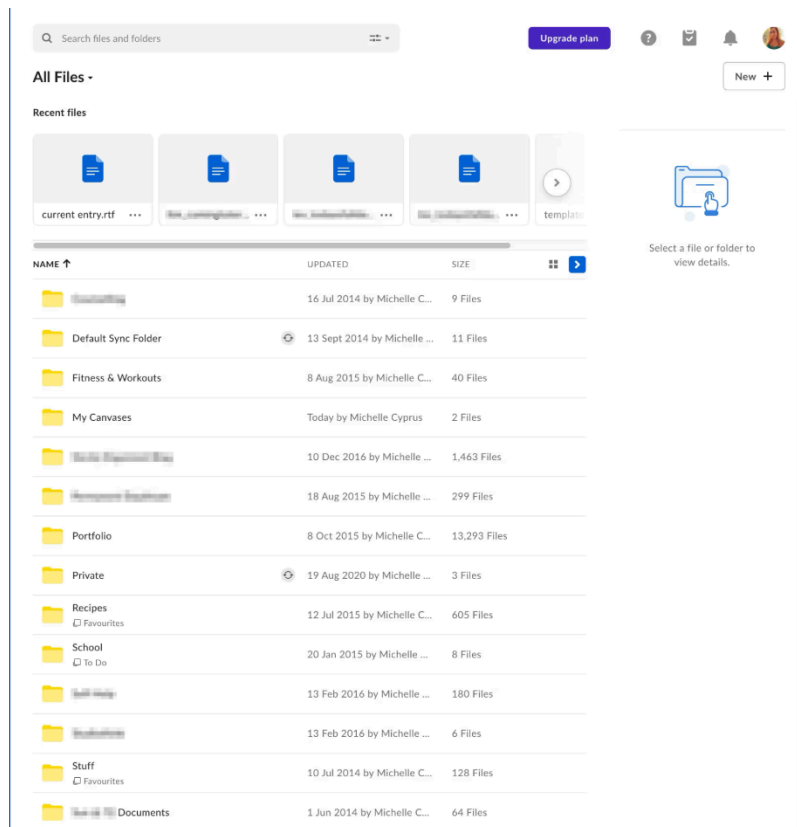 Search files and folders
Upgrade plan
All Files
New +
Recent files
current entry.rtf ...
...
...
...
template
Select a file or folder to
view details.
NAME ↑ UPDATED SIZE
16 Jul 2014 by Michelle C... 9 Files
Default Sync Folder 13 Sept 2014 by Michelle ... 11 Files
Fitness & Workouts 8 Aug 2015 by Michelle C... 40 Files
My Canvases Today by Michelle Cyprus 2 Files
10 Dec 2016 by Michelle ... 1,463 Files
18 Aug 2015 by Michelle C... 299 Files
Portfolio 8 Oct 2015 by Michelle C... 13,293 Files
Private 19 Aug 2020 by Michelle ... 3 Files
Recipes 12 Jul 2015 by Michelle C... 605 Files
Favourites
School 20 Jan 2015 by Michelle ... 8 Files
To Do
13 Feb 2016 by Michelle ... 180 Files
13 Feb 2016 by Michelle ... 6 Files
Stuff 10 Jul 2014 by Michelle C... 128 Files
Favourites
Documents 1 Jun 2014 by Michelle C... 64 Files